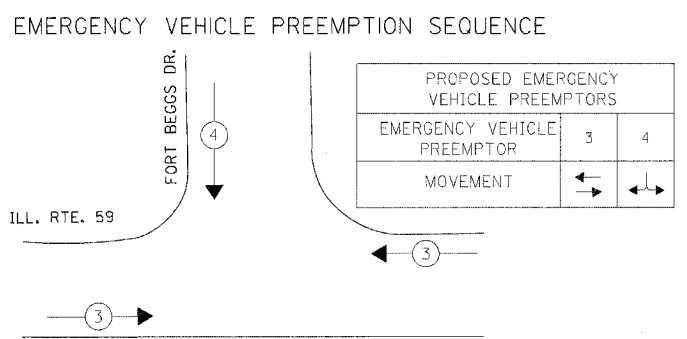 EMERGENCY VEHICLE PREEMPTION SEQUENCE
FORT BEGGS DR.
4
PROPOSED EMERGENCY
VEHICLE PREEMPTORS
EMERGENCY VEHICLE
PREEMPTOR
3
4
MOVEMENT
ILL. RTE. 59
3
3